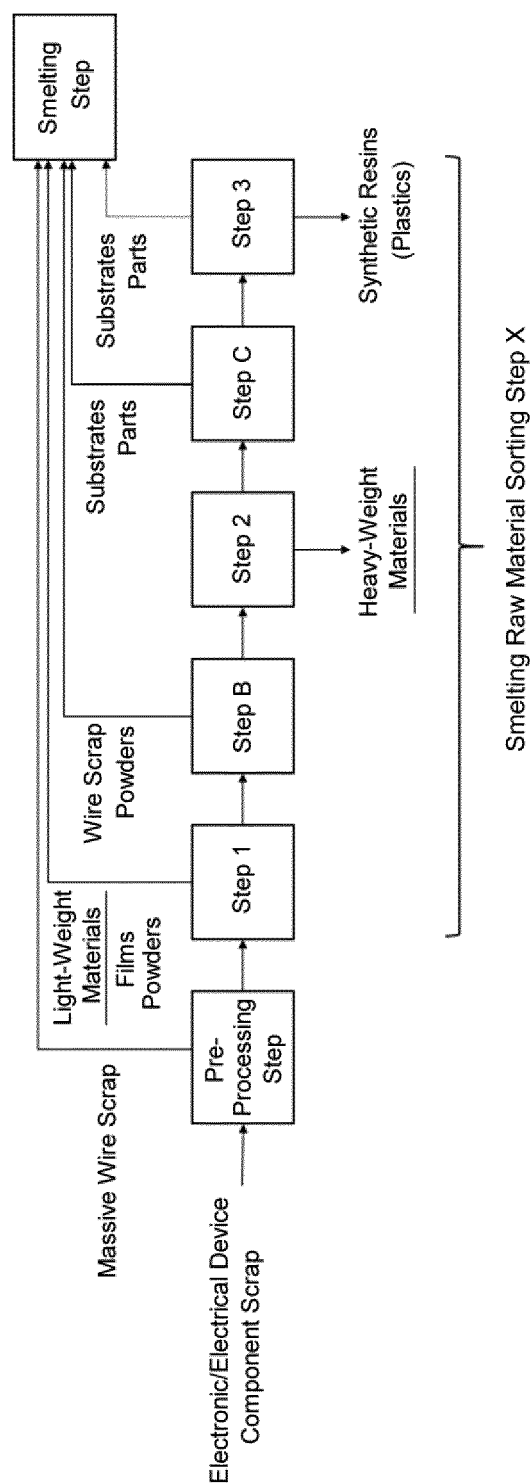 Electronic/Electrical Device
Component Scrap
Massive Wire Scrap
Pre-
Processing
Step
Light-Weight
Materials
Films
Powders
Step 1
Wire Scrap
Powders
Step B
Step 2
Heavy-Weight
Materials
Substrates
Parts
Step C
Substrates
Parts
Step 3
Synthetic Resins
(Plastics)
Smelting
Step
Smelting Raw Material Sorting Step X